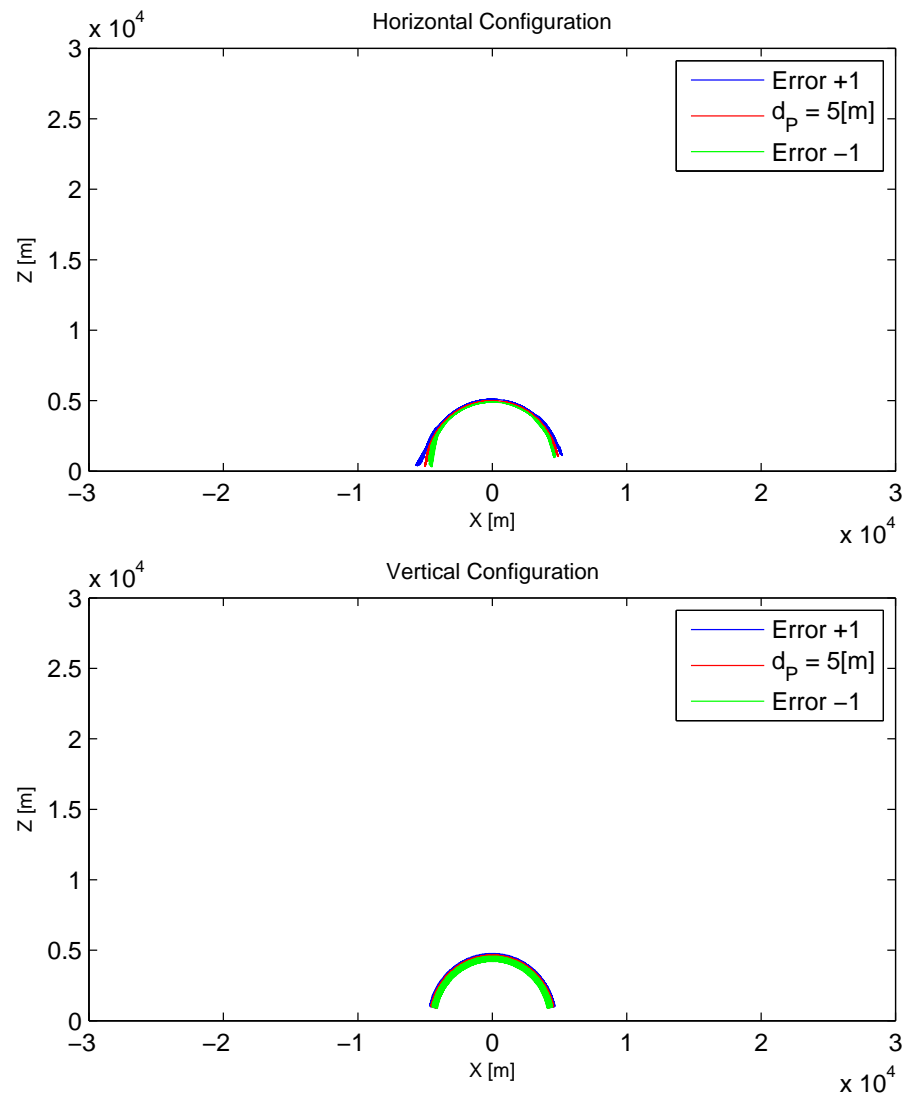 Horizontal Configuration
x 10^4
3
2.5
2
1.5
1
0.5
0
Z [m]
Error +1
d_P = 5[m]
Error −1
−3 −2 −1 0 1 2 3
X [m]
x 10^4
Vertical Configuration
x 10^4
3
2.5
2
1.5
1
0.5
0
Z [m]
Error +1
d_P = 5[m]
Error −1
−3 −2 −1 0 1 2 3
X [m]
x 10^4